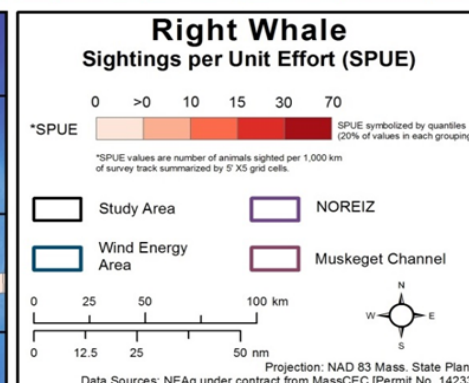 Right Whale
Sightings per Unit Effort (SPUE)
0 >0 10 15 30 70
*SPUE
SPUE symbolized by quantiles
(20% of values in each grouping
*SPUE values are number of animals sighted per 1,000 km
of survey track summarized by 5' X5 grid cells.
Study Area
NOREIZ
Wind Energy
Area
Muskeget Channel
0 25 50 100 km
N
W E
S
0 12.5 25 50 nm
Projection: NAD 83 Mass. State Plan
Data Sources: NEAq under contract from MassCEC [Permit No. 14233